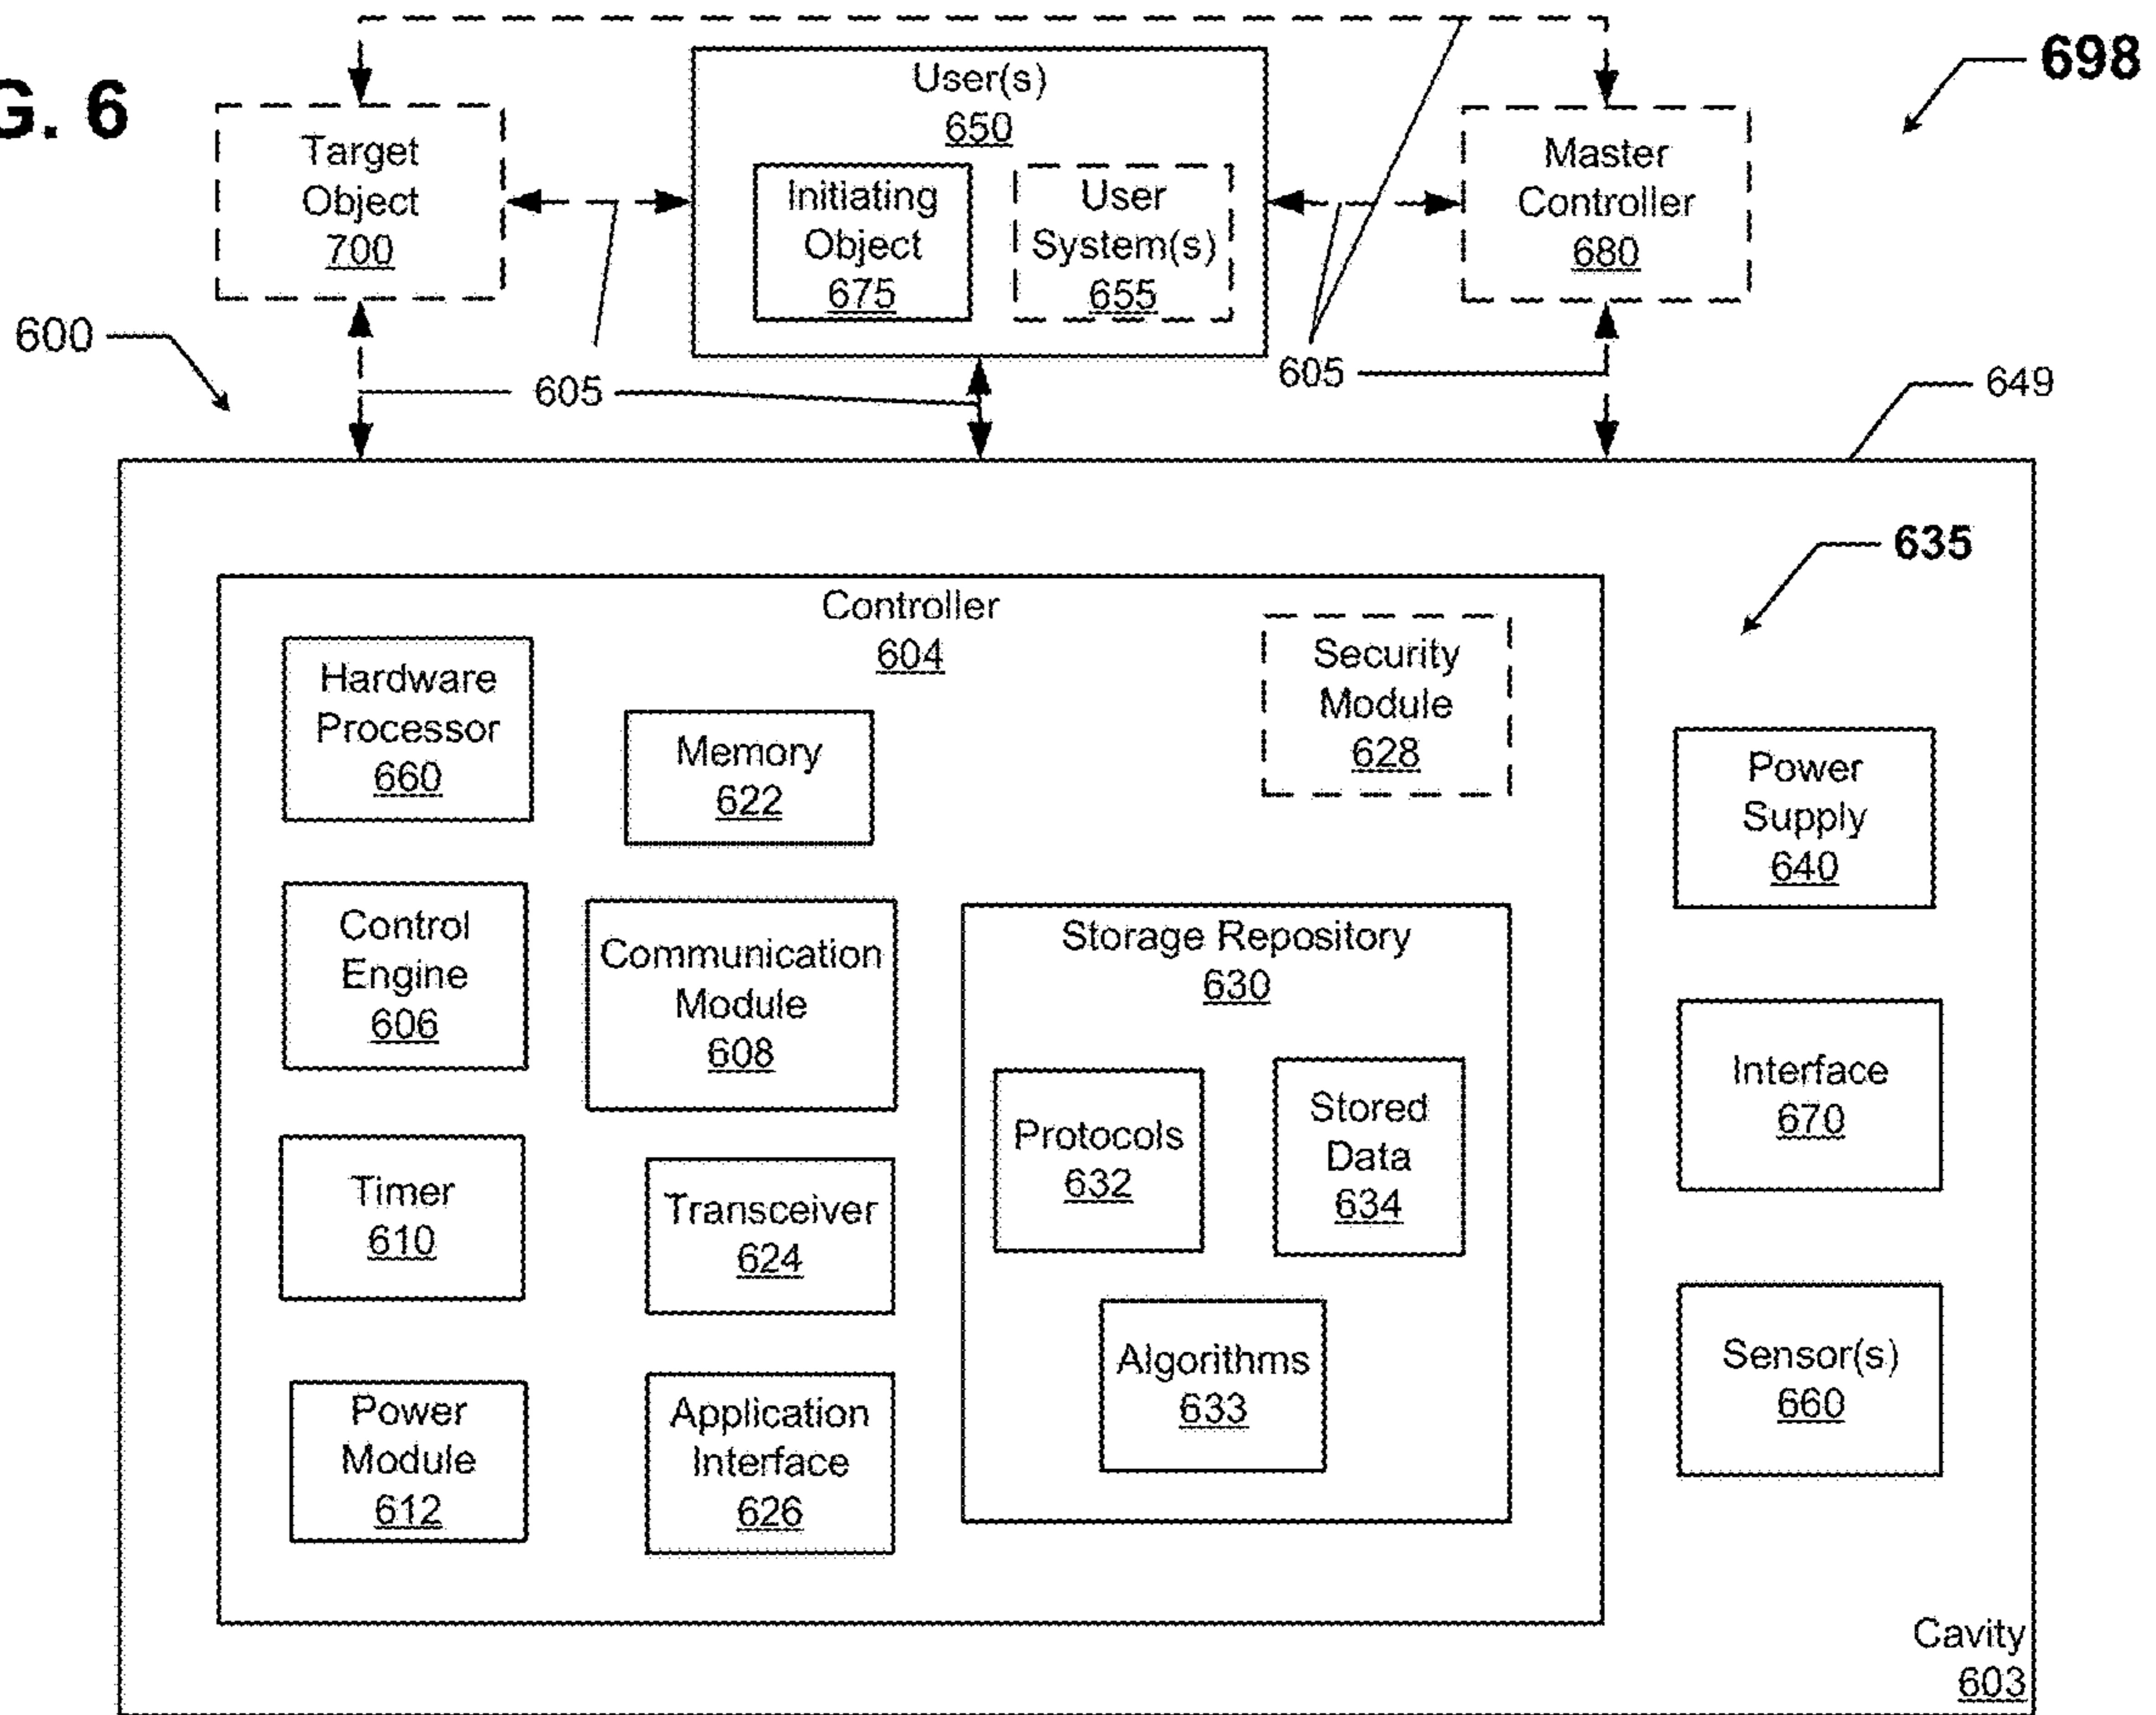 G. 6
698
Target
Object
700
User(s)
650
Initiating
Object
675
User
System(s)
655
Master
Controller
680
600
605
605
649
635
Controller
604
Hardware
Processor
660
Memory
622
Security
Module
628
Power
Supply
640
Control
Engine
606
Communication
Module
608
Storage Repository
630
Interface
670
Protocols
632
Stored
Data
634
Timer
610
Transceiver
624
Algorithms
633
Sensor(s)
660
Power
Module
612
Application
Interface
626
Cavity
603